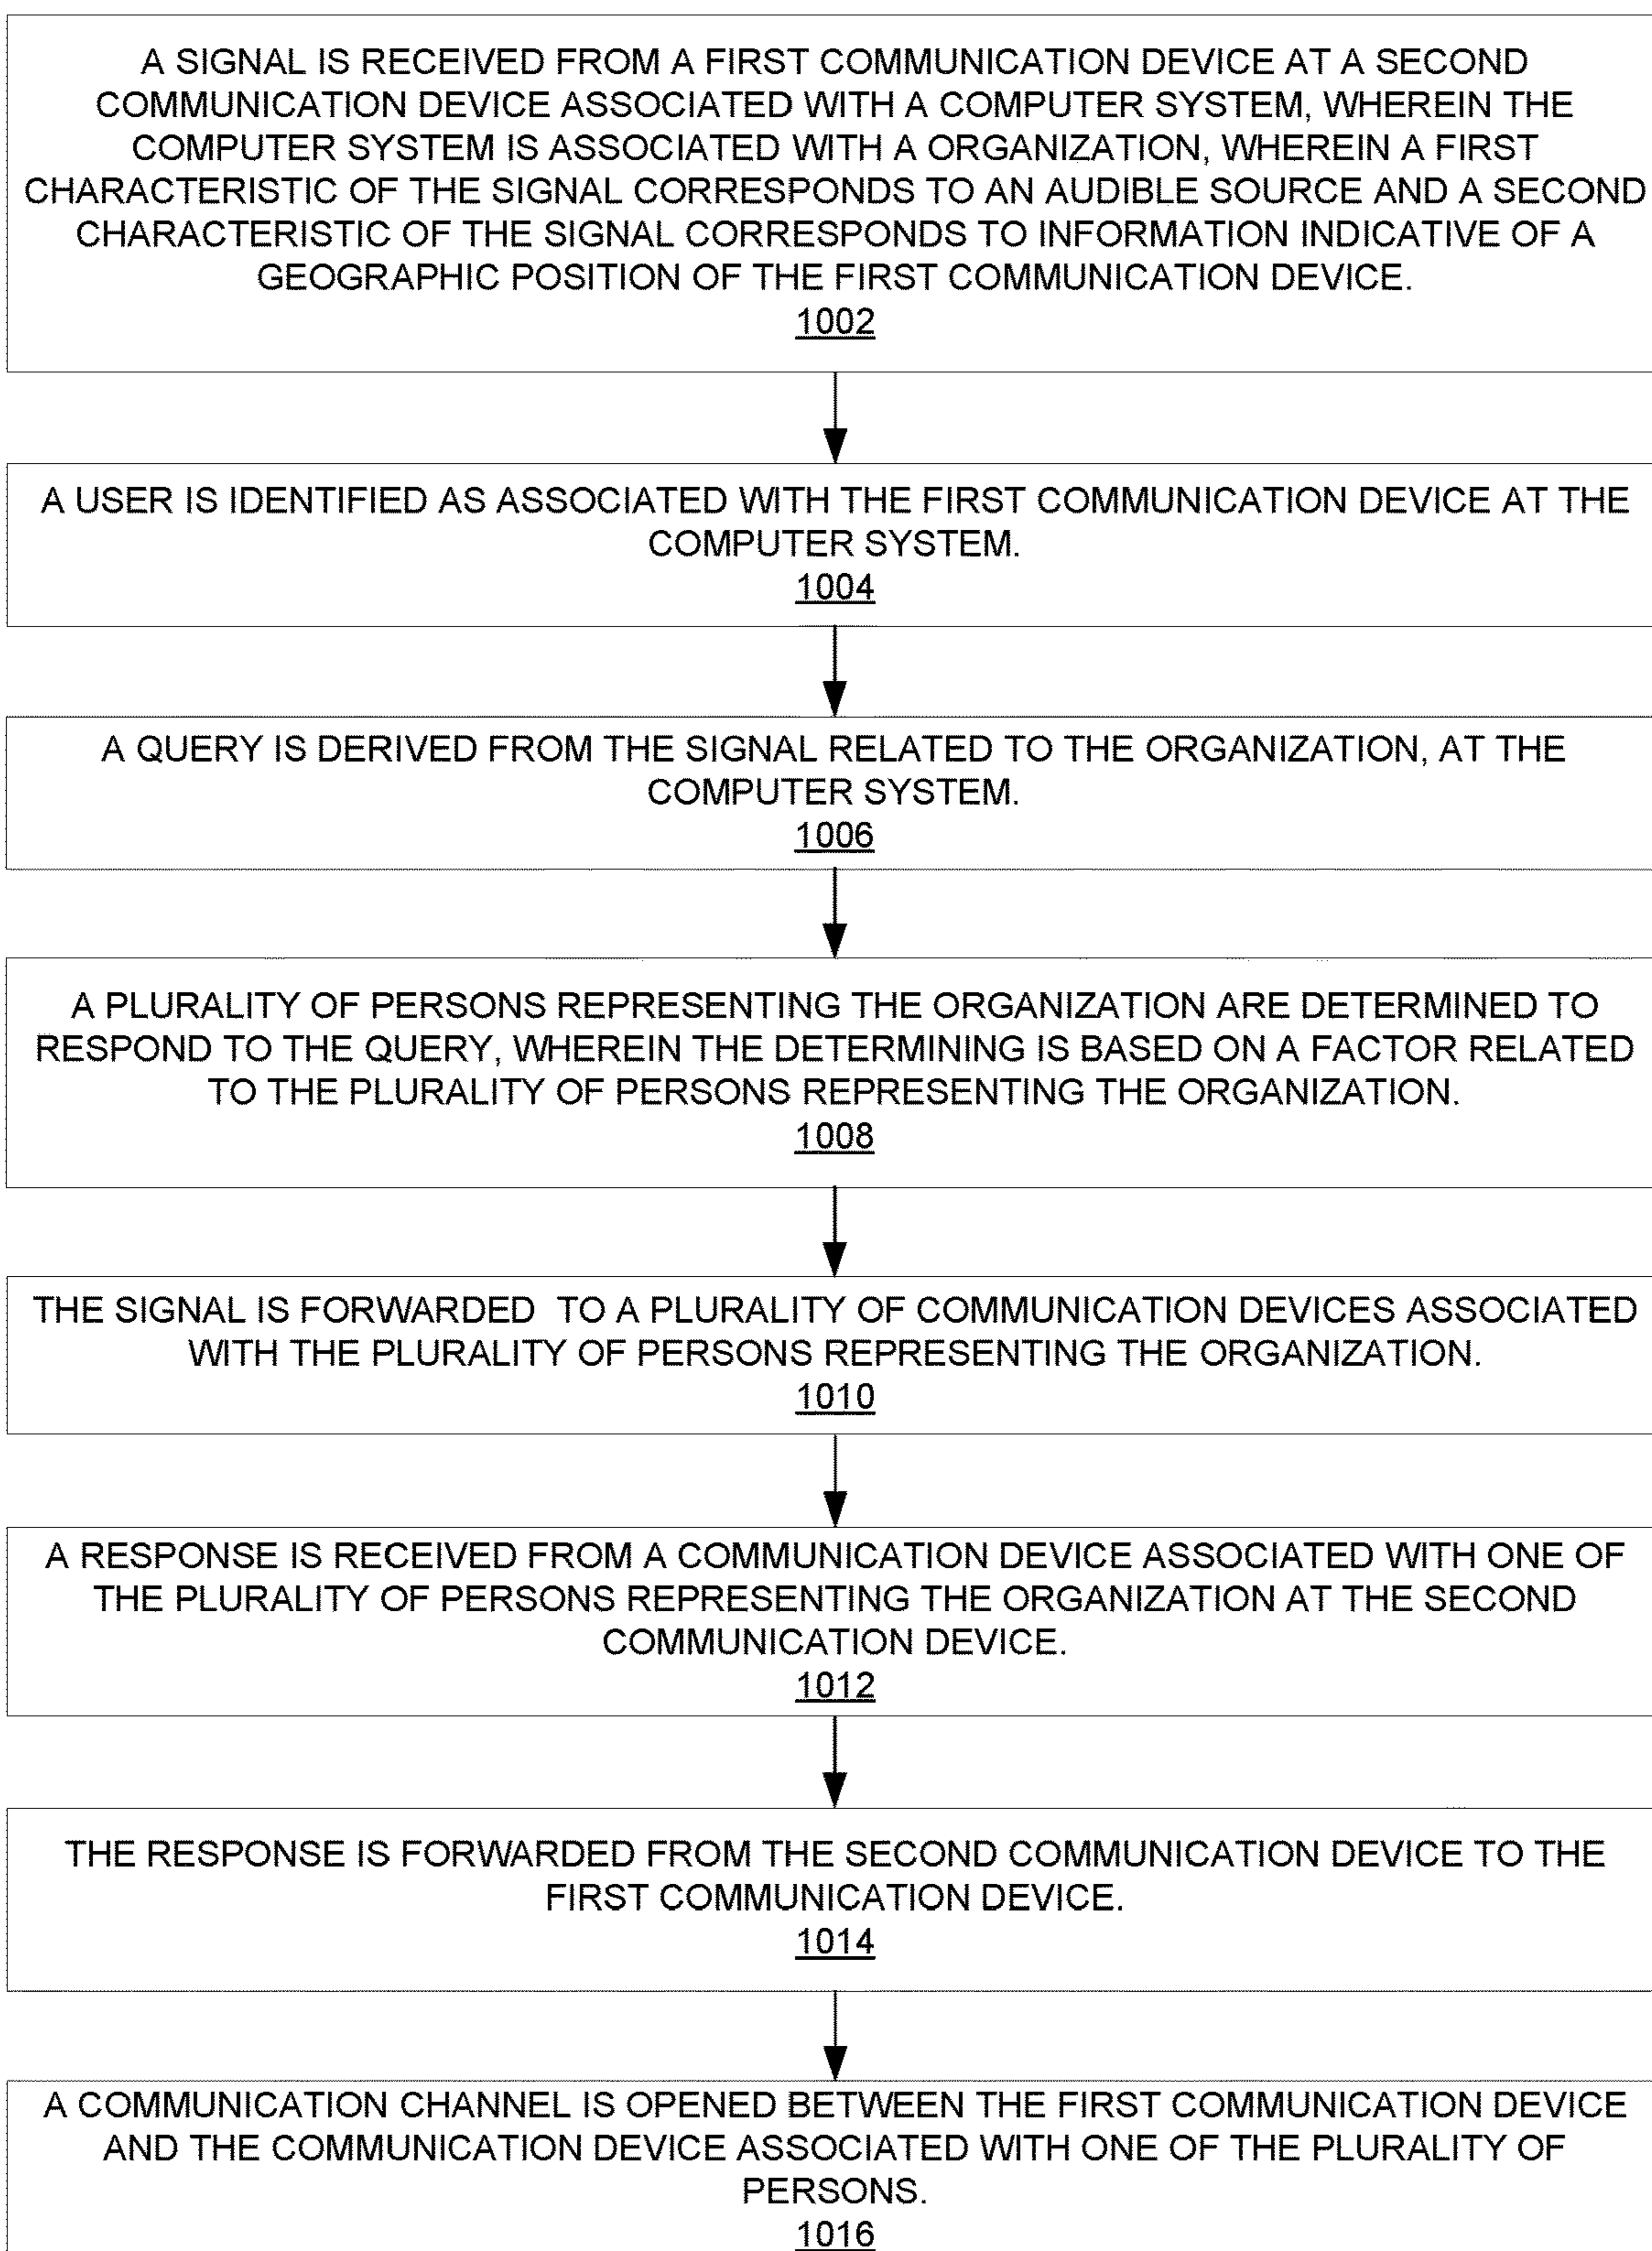 A SIGNAL IS RECEIVED FROM A FIRST COMMUNICATION DEVICE AT A SECOND
COMMUNICATION DEVICE ASSOCIATED WITH A COMPUTER SYSTEM, WHEREIN THE
COMPUTER SYSTEM IS ASSOCIATED WITH A ORGANIZATION, WHEREIN A FIRST
CHARACTERISTIC OF THE SIGNAL CORRESPONDS TO AN AUDIBLE SOURCE AND A SECOND
CHARACTERISTIC OF THE SIGNAL CORRESPONDS TO INFORMATION INDICATIVE OF A
GEOGRAPHIC POSITION OF THE FIRST COMMUNICATION DEVICE.
1002
A USER IS IDENTIFIED AS ASSOCIATED WITH THE FIRST COMMUNICATION DEVICE AT THE
COMPUTER SYSTEM.
1004
A QUERY IS DERIVED FROM THE SIGNAL RELATED TO THE ORGANIZATION, AT THE
COMPUTER SYSTEM.
1006
A PLURALITY OF PERSONS REPRESENTING THE ORGANIZATION ARE DETERMINED TO
RESPOND TO THE QUERY, WHEREIN THE DETERMINING IS BASED ON A FACTOR RELATED
TO THE PLURALITY OF PERSONS REPRESENTING THE ORGANIZATION.
1008
THE SIGNAL IS FORWARDED TO A PLURALITY OF COMMUNICATION DEVICES ASSOCIATED
WITH THE PLURALITY OF PERSONS REPRESENTING THE ORGANIZATION.
1010
A RESPONSE IS RECEIVED FROM A COMMUNICATION DEVICE ASSOCIATED WITH ONE OF
THE PLURALITY OF PERSONS REPRESENTING THE ORGANIZATION AT THE SECOND
COMMUNICATION DEVICE.
1012
THE RESPONSE IS FORWARDED FROM THE SECOND COMMUNICATION DEVICE TO THE
FIRST COMMUNICATION DEVICE.
1014
A COMMUNICATION CHANNEL IS OPENED BETWEEN THE FIRST COMMUNICATION DEVICE
AND THE COMMUNICATION DEVICE ASSOCIATED WITH ONE OF THE PLURALITY OF
PERSONS.
1016